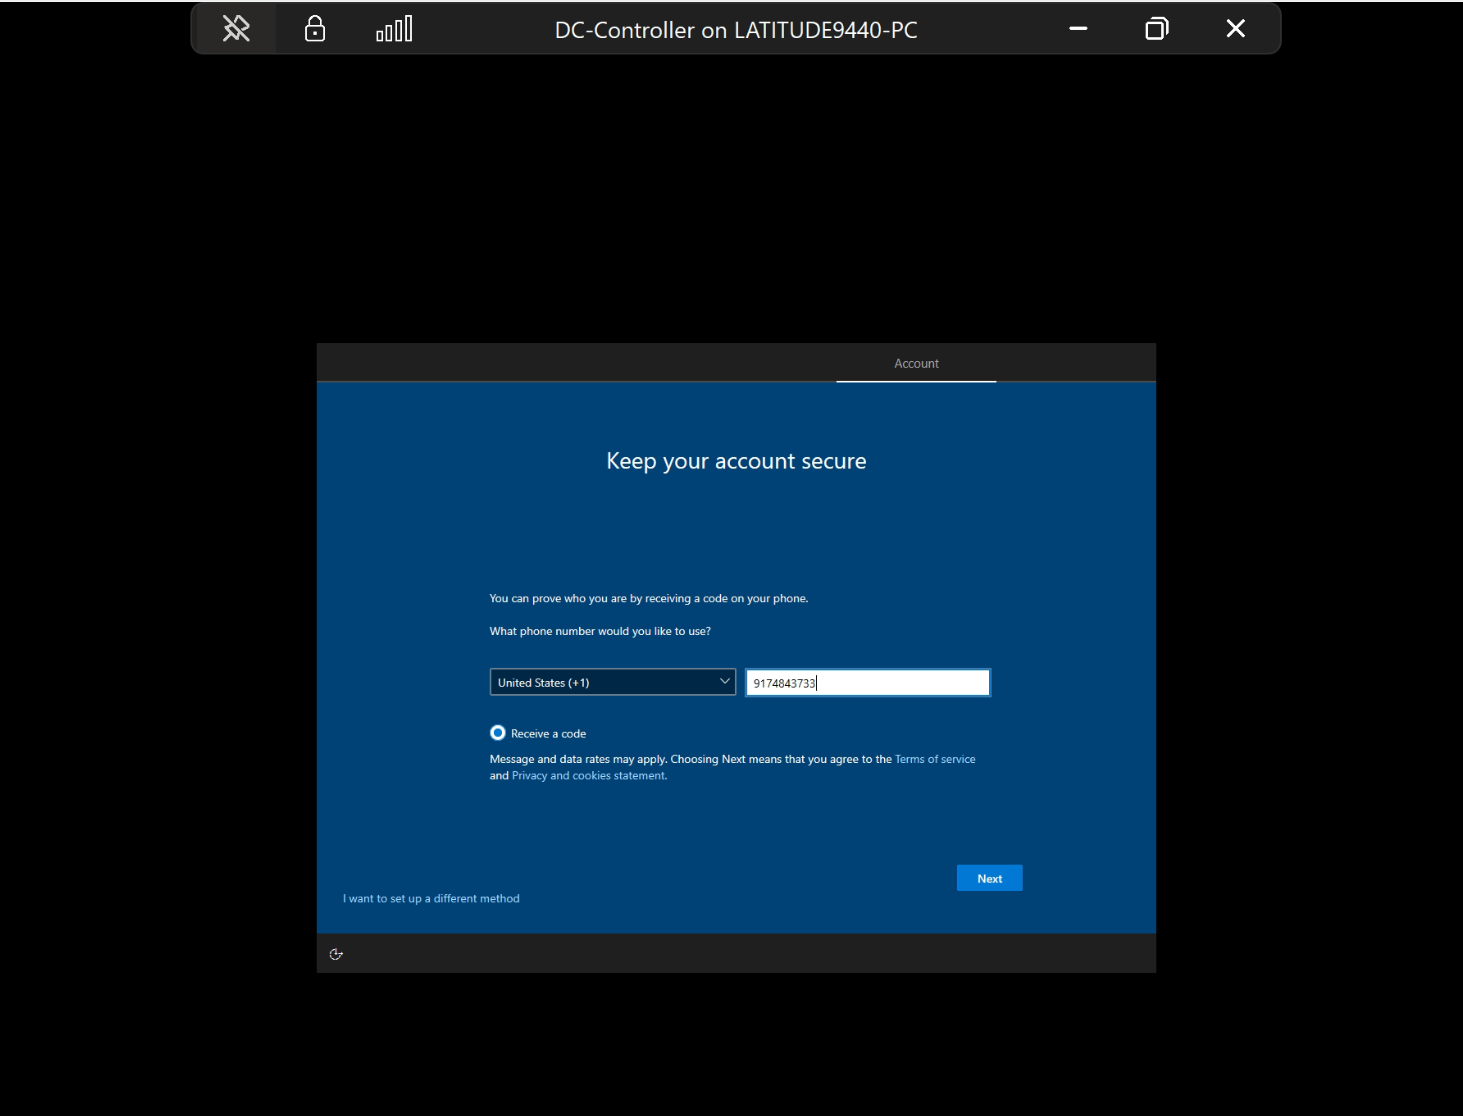 DC-Controller on LATITUDE9440-PC
Account
Keep your account secure
You can prove who you are by receiving a code on your phone.
What phone number would you like to use?
United States (+1)
9174843733
Receive a code
Message and data rates may apply. Choosing Next means that you agree to the Terms of service
and Privacy and cookies statement.
Next
I want to set up a different method